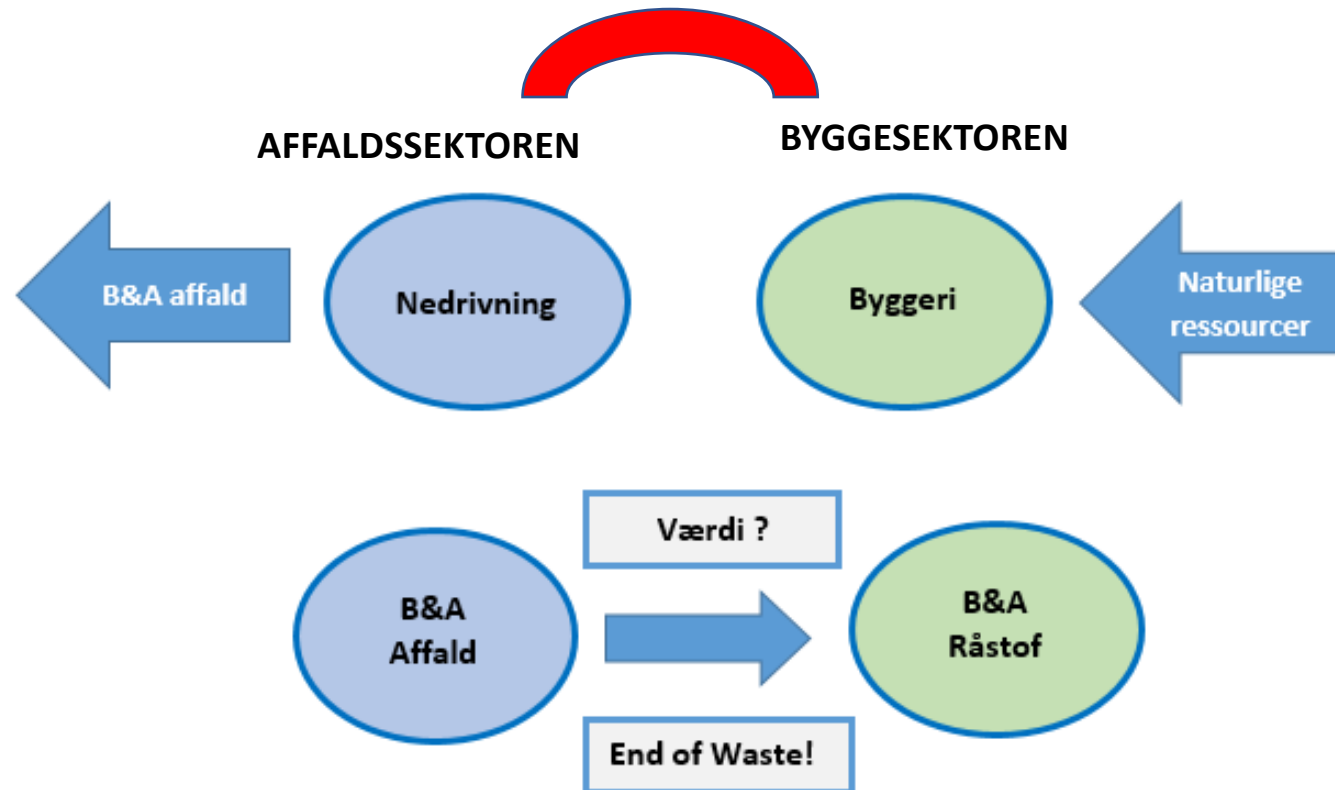 AFFALDSSEKTOREN
BYGGESEKTOREN
B&A affald
Nedrivning
Byggeri
Naturlige
ressourcer
Værdi ?
B&A
Affald
B&A
Råstof
End of Waste!